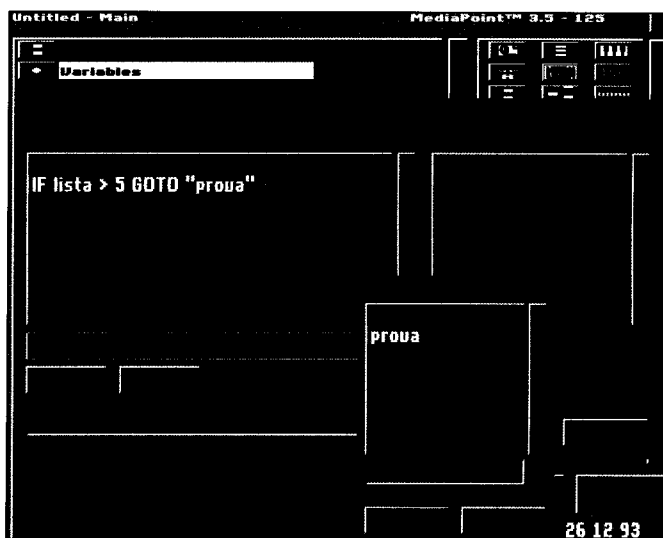 Untitled - Main
MediaPoint™ 3.5 - 125
Variables
IF lista > 5 GOTO "prova"
prova
26 12 93